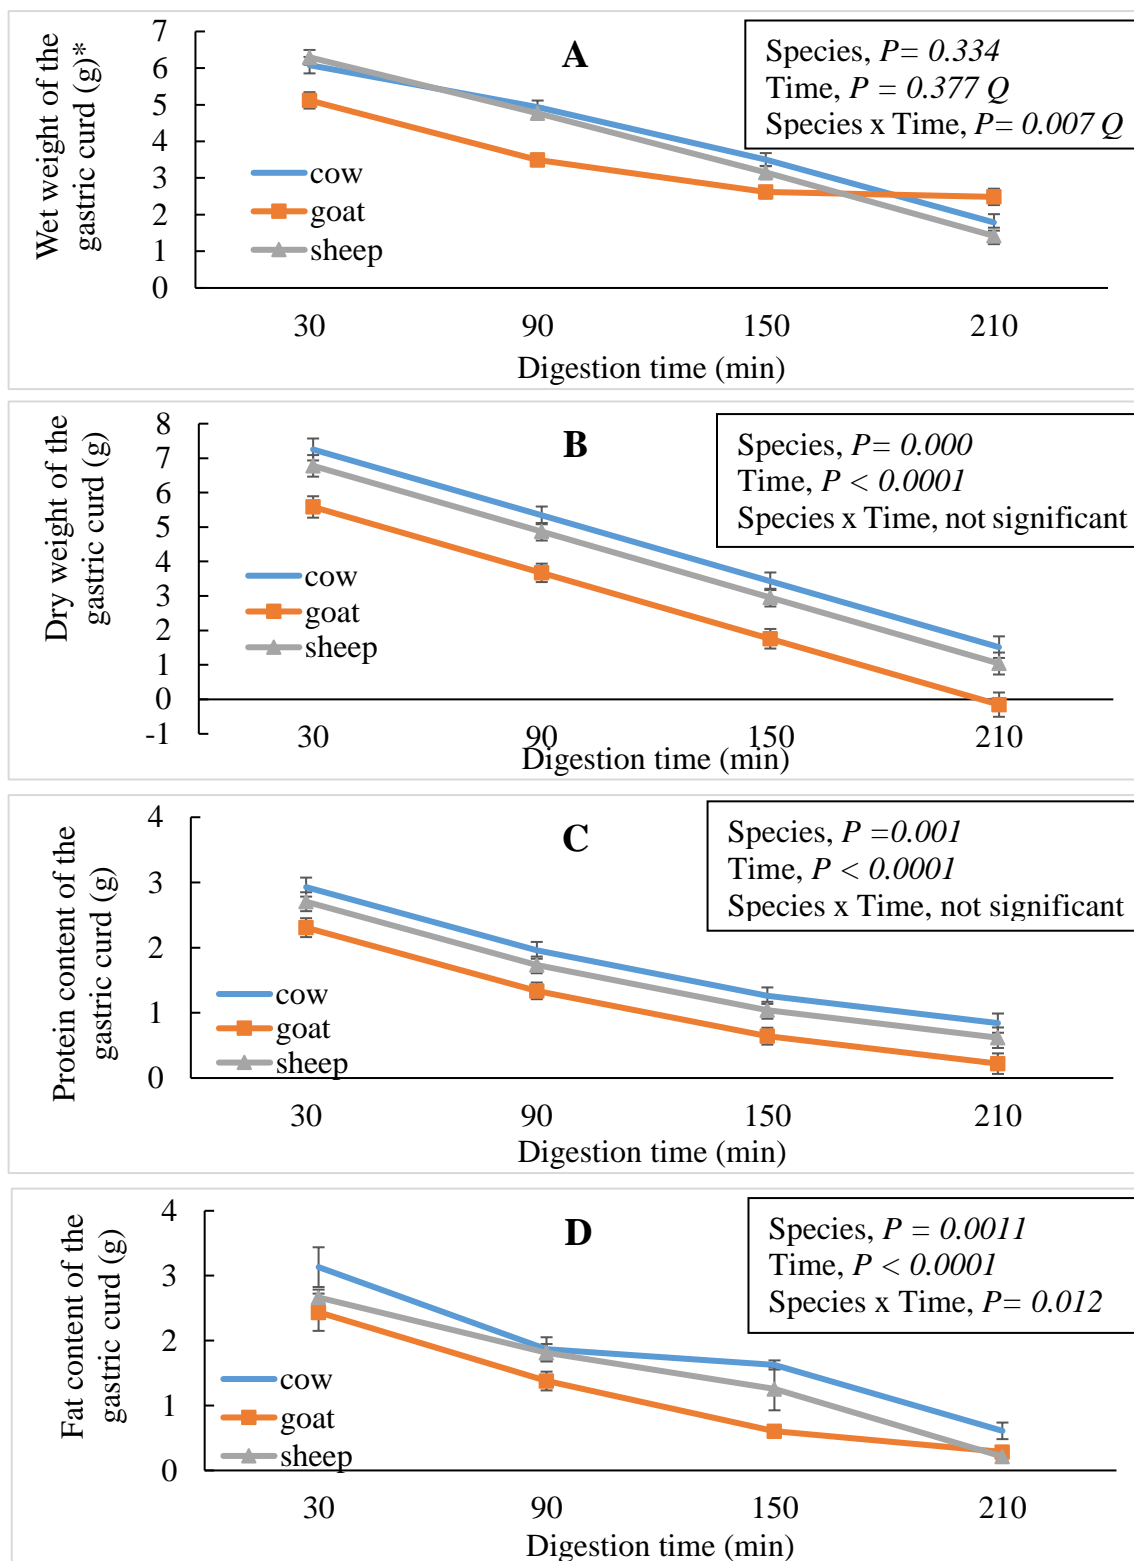 Wet weight of the
gastric curd (g)*
7
6
5
4
3
2
1
0
A
Species, P= 0.334
Time, P = 0.377 Q
Species x Time, P= 0.007 Q
cow
goat
sheep
30 90 150 210
Digestion time (min)
Dry weight of the
gastric curd (g)
8
7
6
5
4
3
2
1
0
-1
B
Species, P= 0.000
Time, P < 0.0001
Species x Time, not significant
cow
goat
sheep
30 90 150 210
Digestion time (min)
Protein content of the
gastric curd (g)
4
3
2
1
0
C
Species, P =0.001
Time, P < 0.0001
Species x Time, not significant
cow
goat
sheep
30 90 150 210
Digestion time (min)
Fat content of the
gastric curd (g)
4
3
2
1
0
D
Species, P = 0.0011
Time, P < 0.0001
Species x Time, P= 0.012
cow
goat
sheep
30 90 150 210
Digestion time (min)